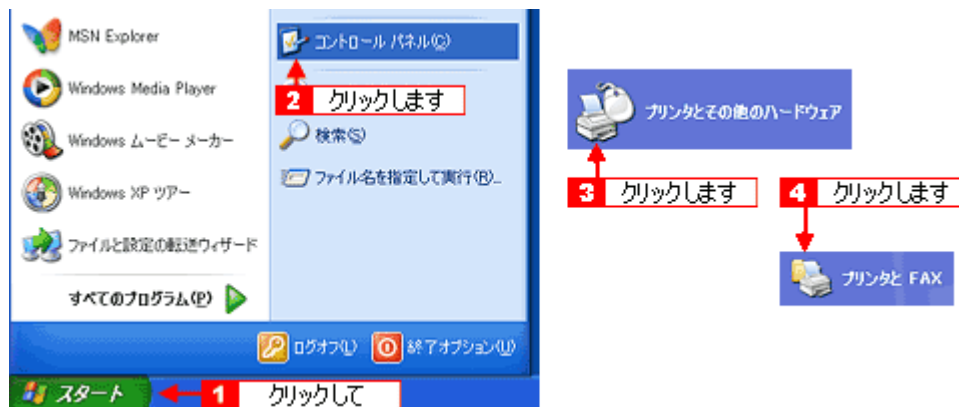 MSN Explorer
Windows Media Player
Windows ムービー メーカー
Windows XP ツアー
ファイルと設定の転送ウィザード
すべてのプログラム(P)
コントロール パネル(C)
2 クリックします
検索(S)
ファイル名を指定して実行(R)...
ログオフ(L)
終了オプション(U)
スタート
1 クリックして
プリンタとその他のハードウェア
3 クリックします
4 クリックします
プリンタと FAX